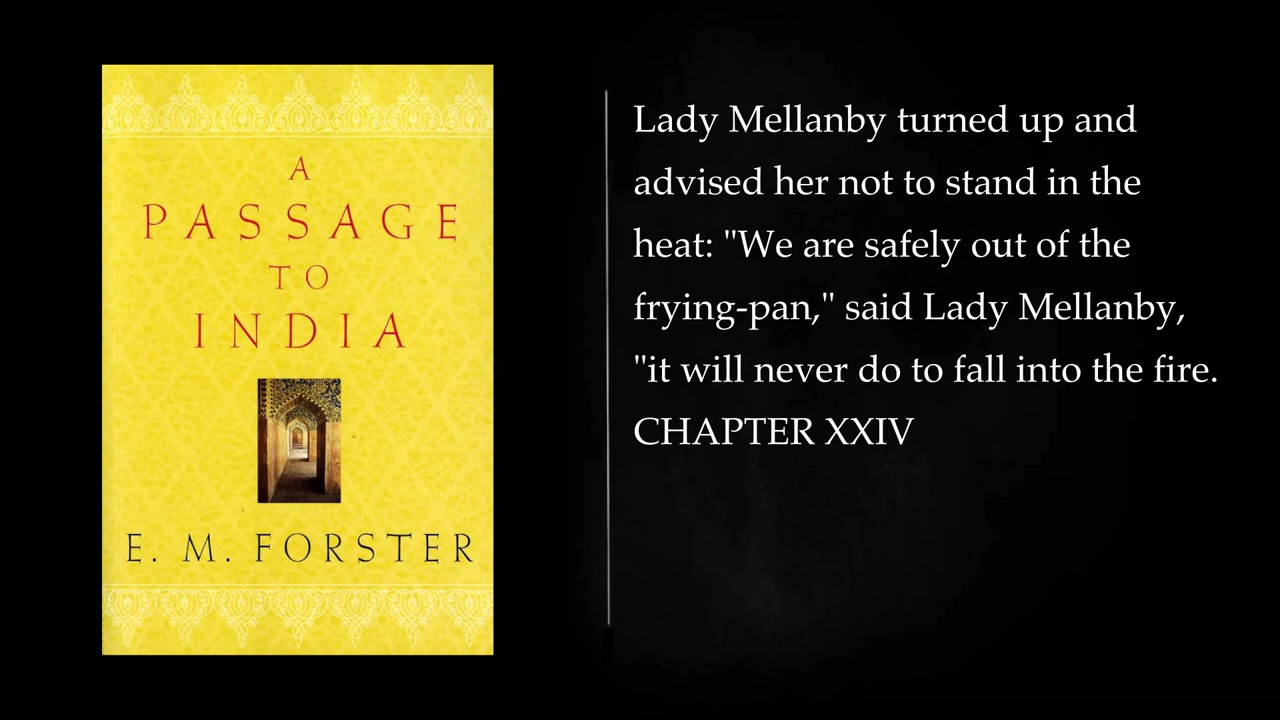 A
PASSAGE
TO
INDIA
E. M. FORSTER
Lady Mellanby turned up and
advised her not to stand in the
heat: "We are safely out of the
frying-pan," said Lady Mellanby,
"it will never do to fall into the fire.
CHAPTER XXIV